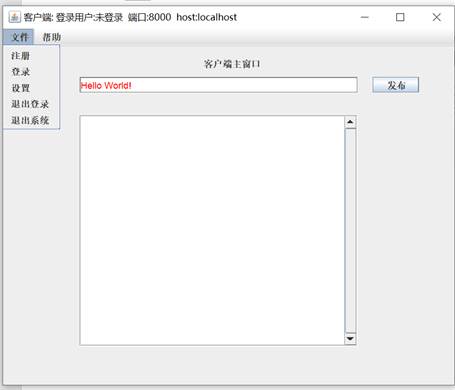 客户端: 登录用户:未登录 端口:8000 host:localhost
文件 帮助
注册
登录
设置
退出登录
退出系统
客户端主窗口
Hello World!
发布